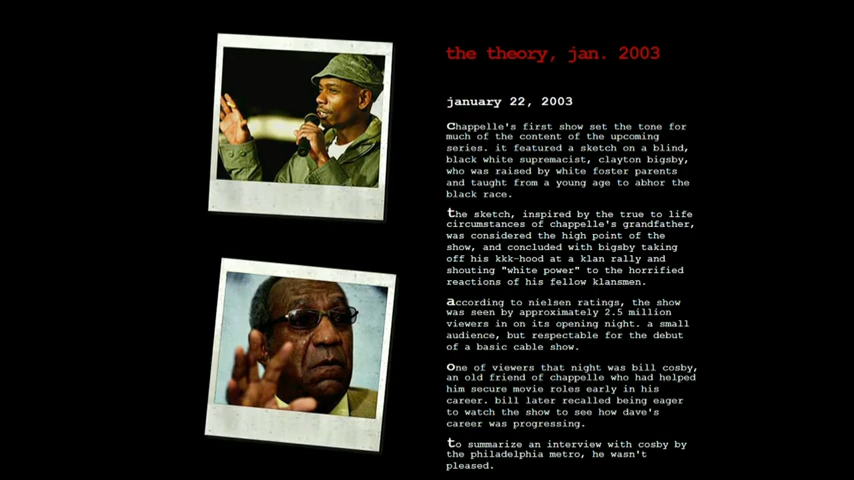 the theory, jan. 2003
january 22, 2003
Chappelle's first show set the tone for
much of the content of the upcoming
series. it featured a sketch on a blind,
black white supremacist, clayton bigsby,
who was raised by white foster parents
and taught from a young age to abhor the
black race.
the sketch, inspired by the true to life
circumstances of chappelle's grandfather,
was considered the high point of the
show, and concluded with bigsby taking
off his kkk-hood at a klan rally and
shouting "white power" to the horrified
reactions of his fellow klansmen.
according to nielsen ratings, the show
was seen by approximately 2.5 million
viewers in on its opening night. a small
audience, but respectable for the debut
of a basic cable show.
One of viewers that night was bill cosby,
an old friend of chappelle who had helped
him secure movie roles early in his
career. bill later recalled being eager
to watch the show to see how dave's
career was progressing.
to summarize an interview with cosby by
the philadelphia metro, he wasn't
pleased.